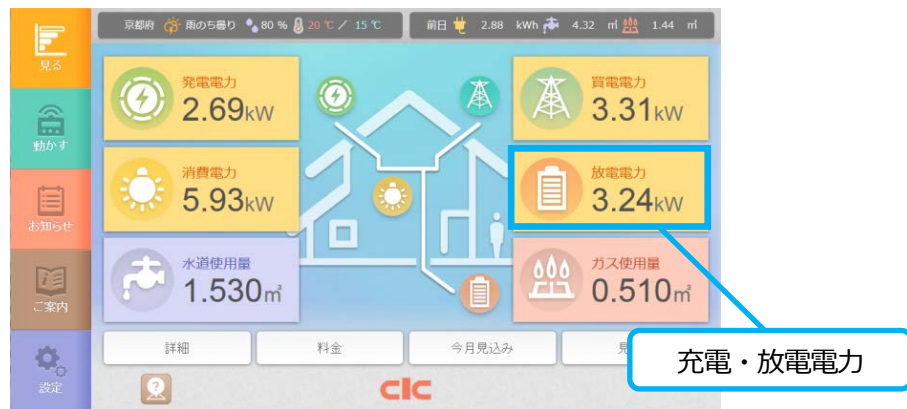 見る
動かす
お知らせ
ご案内
設定
京都府 雨のち曇り 80 % 20 ℃ / 15 ℃
前日 2.88 kWh 4.32 ㎥ 1.44 ㎥
発電電力
2.69kW
買電電力
3.31kW
消費電力
5.93kW
放電電力
3.24kW
水道使用量
1.530㎥
ガス使用量
0.510㎥
詳細
料金
今月見込み
充電・放電電力
CIC